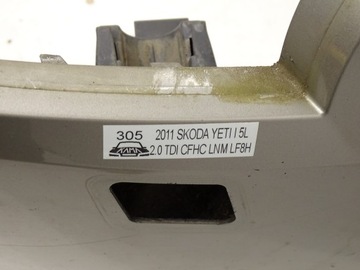 305 2011 SKODA YETI I 5L
2.0 TDI CFHC LNM LF8H